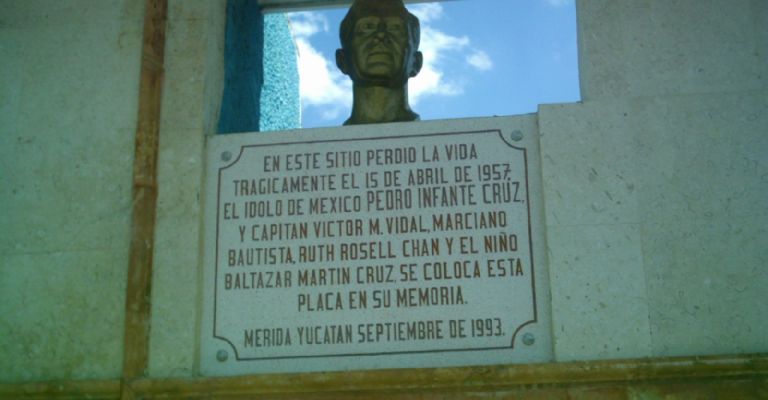 EN ESTE SITIO PERDIO LA VIDA
TRAGICAMENTE EL 15 DE ABRIL DE 1957,
EL IDOLO DE MEXICO PEDRO INFANTE CRUZ,
Y CAPITAN VICTOR M. VIDAL, MARCIANO
BAUTISTA, RUTH ROSELL CHAN Y EL NIÑO
BALTAZAR MARTIN CRUZ, SE COLOCA ESTA
PLACA EN SU MEMORIA.
MERIDA YUCATAN SEPTIEMBRE DE 1993.